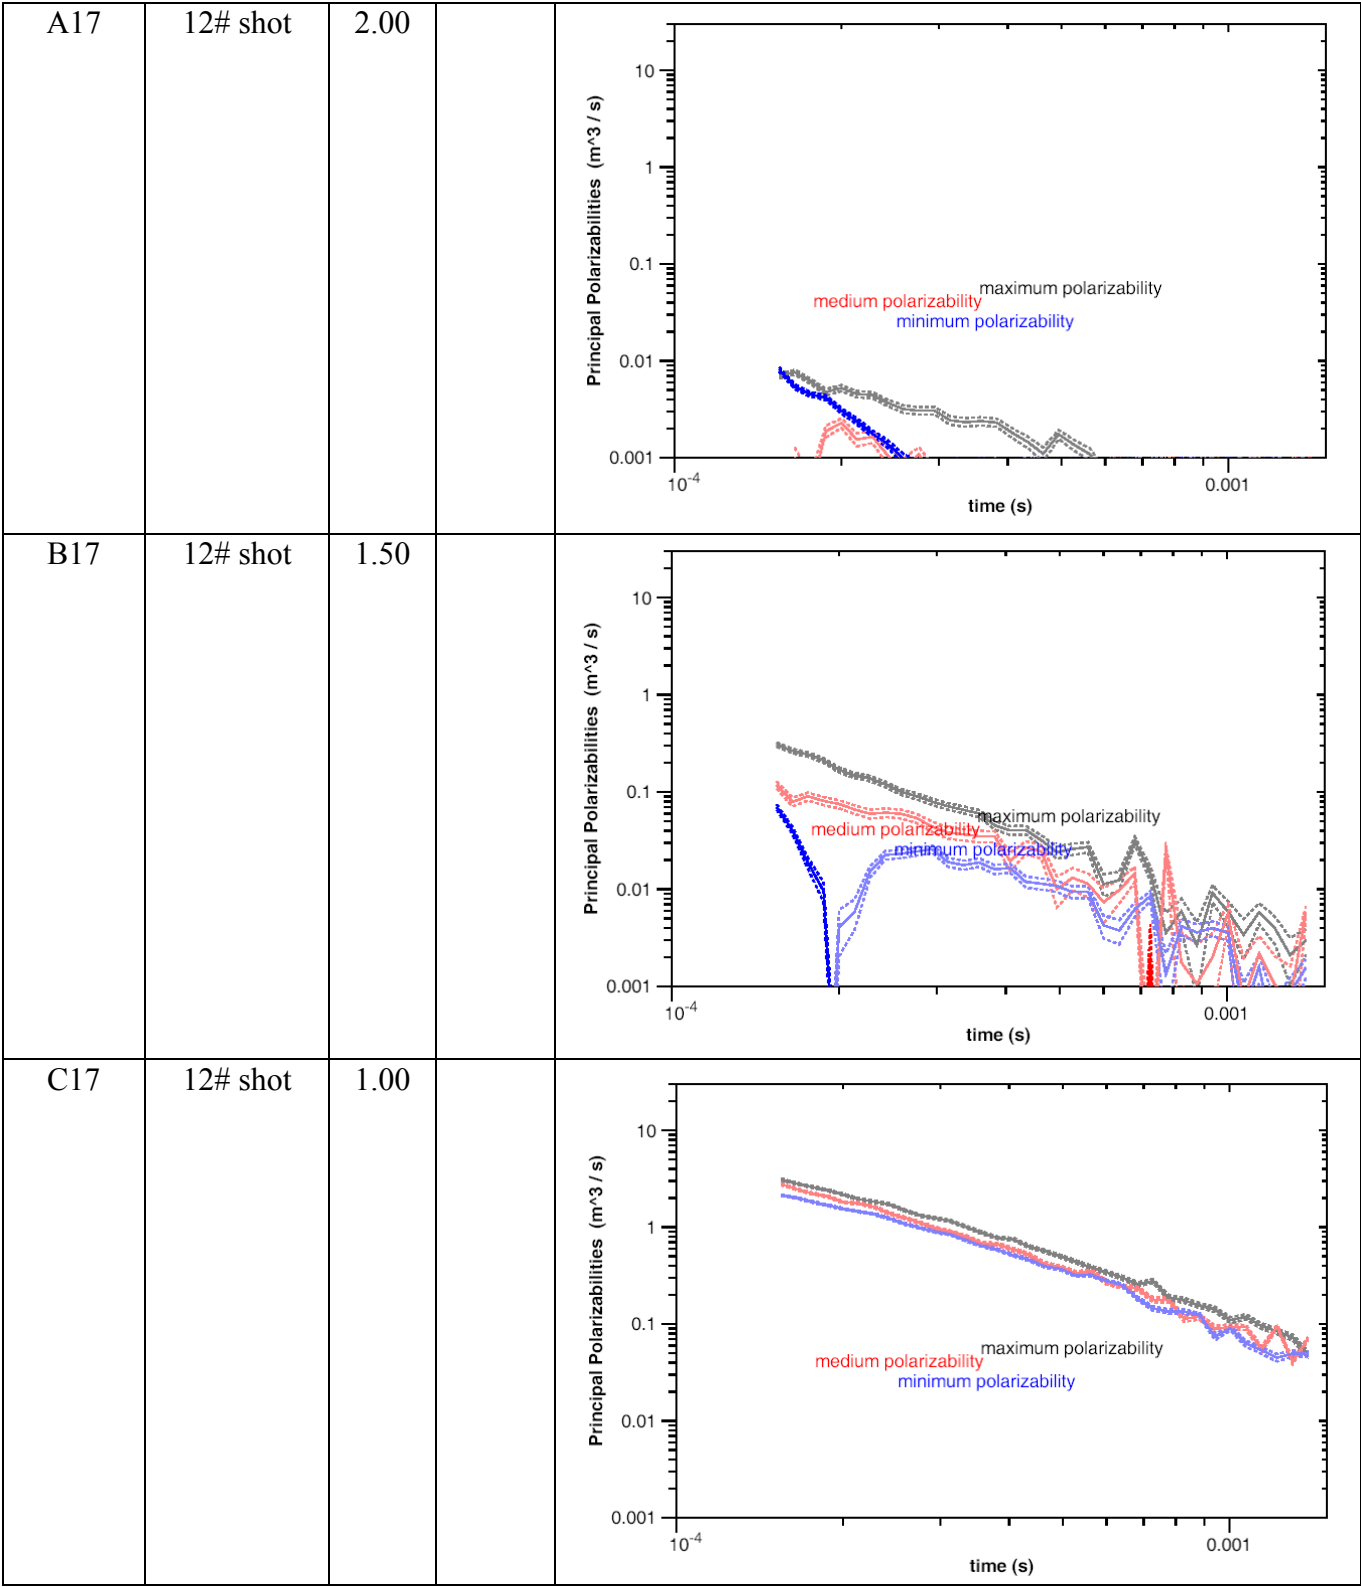 A17 12# shot 2.00
Principal Polarizabilities (m^3 / s)
10
1
0.1
maximum polarizability
medium polarizability
minimum polarizability
0.01
0.001
10-4 0.001
time (s)
B17 12# shot 1.50
Principal Polarizabilities (m^3 / s)
10
1
0.1
maximum polarizability
medium polarizability
minimum polarizability
0.01
0.001
10-4 0.001
time (s)
C17 12# shot 1.00
Principal Polarizabilities (m^3 / s)
10
1
0.1
maximum polarizability
medium polarizability
minimum polarizability
0.01
0.001
10-4 0.001
time (s)